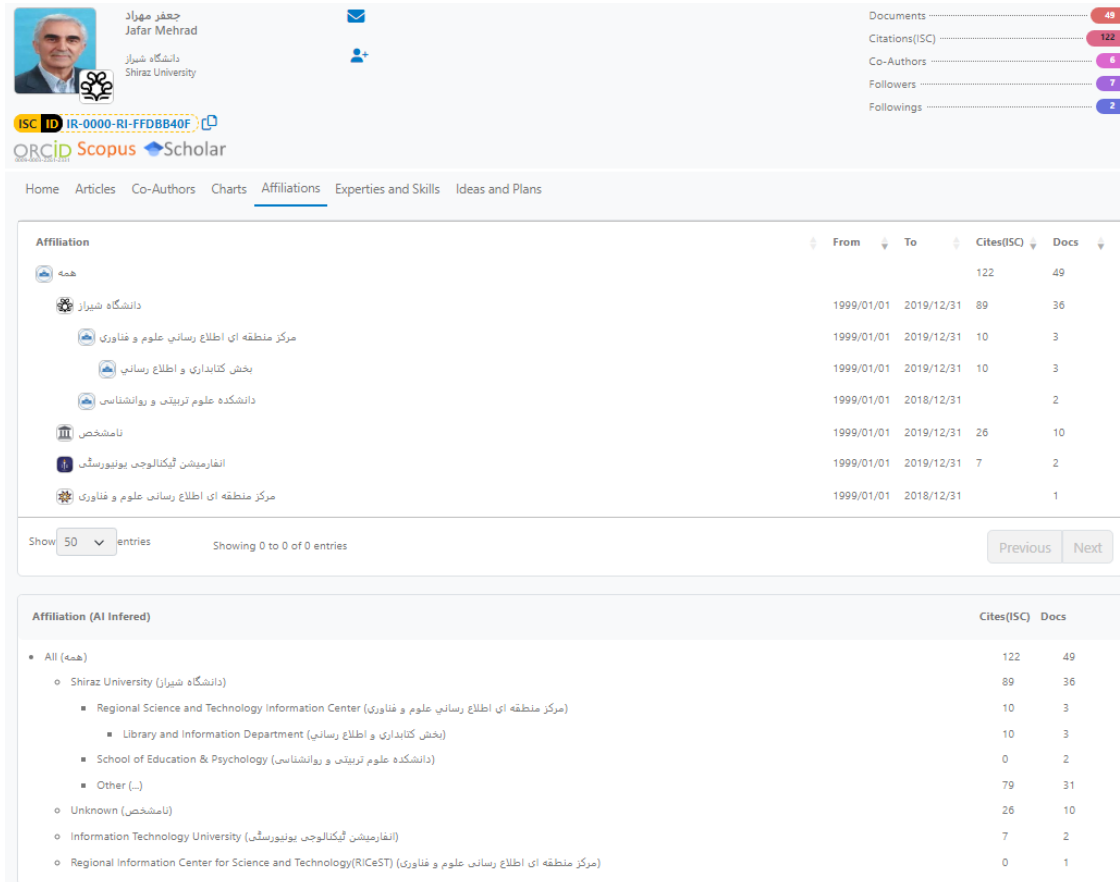 جعفر مهراد
Jafar Mehrad
دانشگاه شیراز
Shiraz University
ISC ID IR-0000-RI-FFDBB40F
ORCID Scopus Scholar
Documents 49
Citations(ISC) 122
Co-Authors 6
Followers 7
Followings 2
Home Articles Co-Authors Charts Affiliations Experties and Skills Ideas and Plans
Affiliation From To Cites(ISC) Docs
همه 122 49
دانشگاه شیراز 1999/01/01 2019/12/31 89 36
مرکز منطقه اي اطلاع رساني علوم و فناوري 1999/01/01 2019/12/31 10 3
بخش کتابداري و اطلاع رساني 1999/01/01 2019/12/31 10 3
دانشکده علوم تربیتی و روانشناسی 1999/01/01 2018/12/31 2
نامشخص 1999/01/01 2019/12/31 26 10
انفارمیشن ٹیکنالوجی یونیورسٹی 1999/01/01 2019/12/31 7 2
مرکز منطقه ای اطلاع رسانی علوم و فناوری 1999/01/01 2018/12/31 1
Show 50 entries Showing 0 to 0 of 0 entries Previous Next
Affiliation (AI Infered) Cites(ISC) Docs
All (همه) 122 49
Shiraz University (دانشگاه شیراز) 89 36
Regional Science and Technology Information Center (مرکز منطقه اي اطلاع رساني علوم و فناوري) 10 3
Library and Information Department (بخش کتابداري و اطلاع رساني) 10 3
School of Education & Psychology (دانشکده علوم تربیتی و روانشناسی) 0 2
Other (...) 79 31
Unknown (نامشخص) 26 10
Information Technology University (انفارمیشن ٹیکنالوجی یونیورسٹی) 7 2
Regional Information Center for Science and Technology(RICeST) (مرکز منطقه ای اطلاع رسانی علوم و فناوری) 0 1